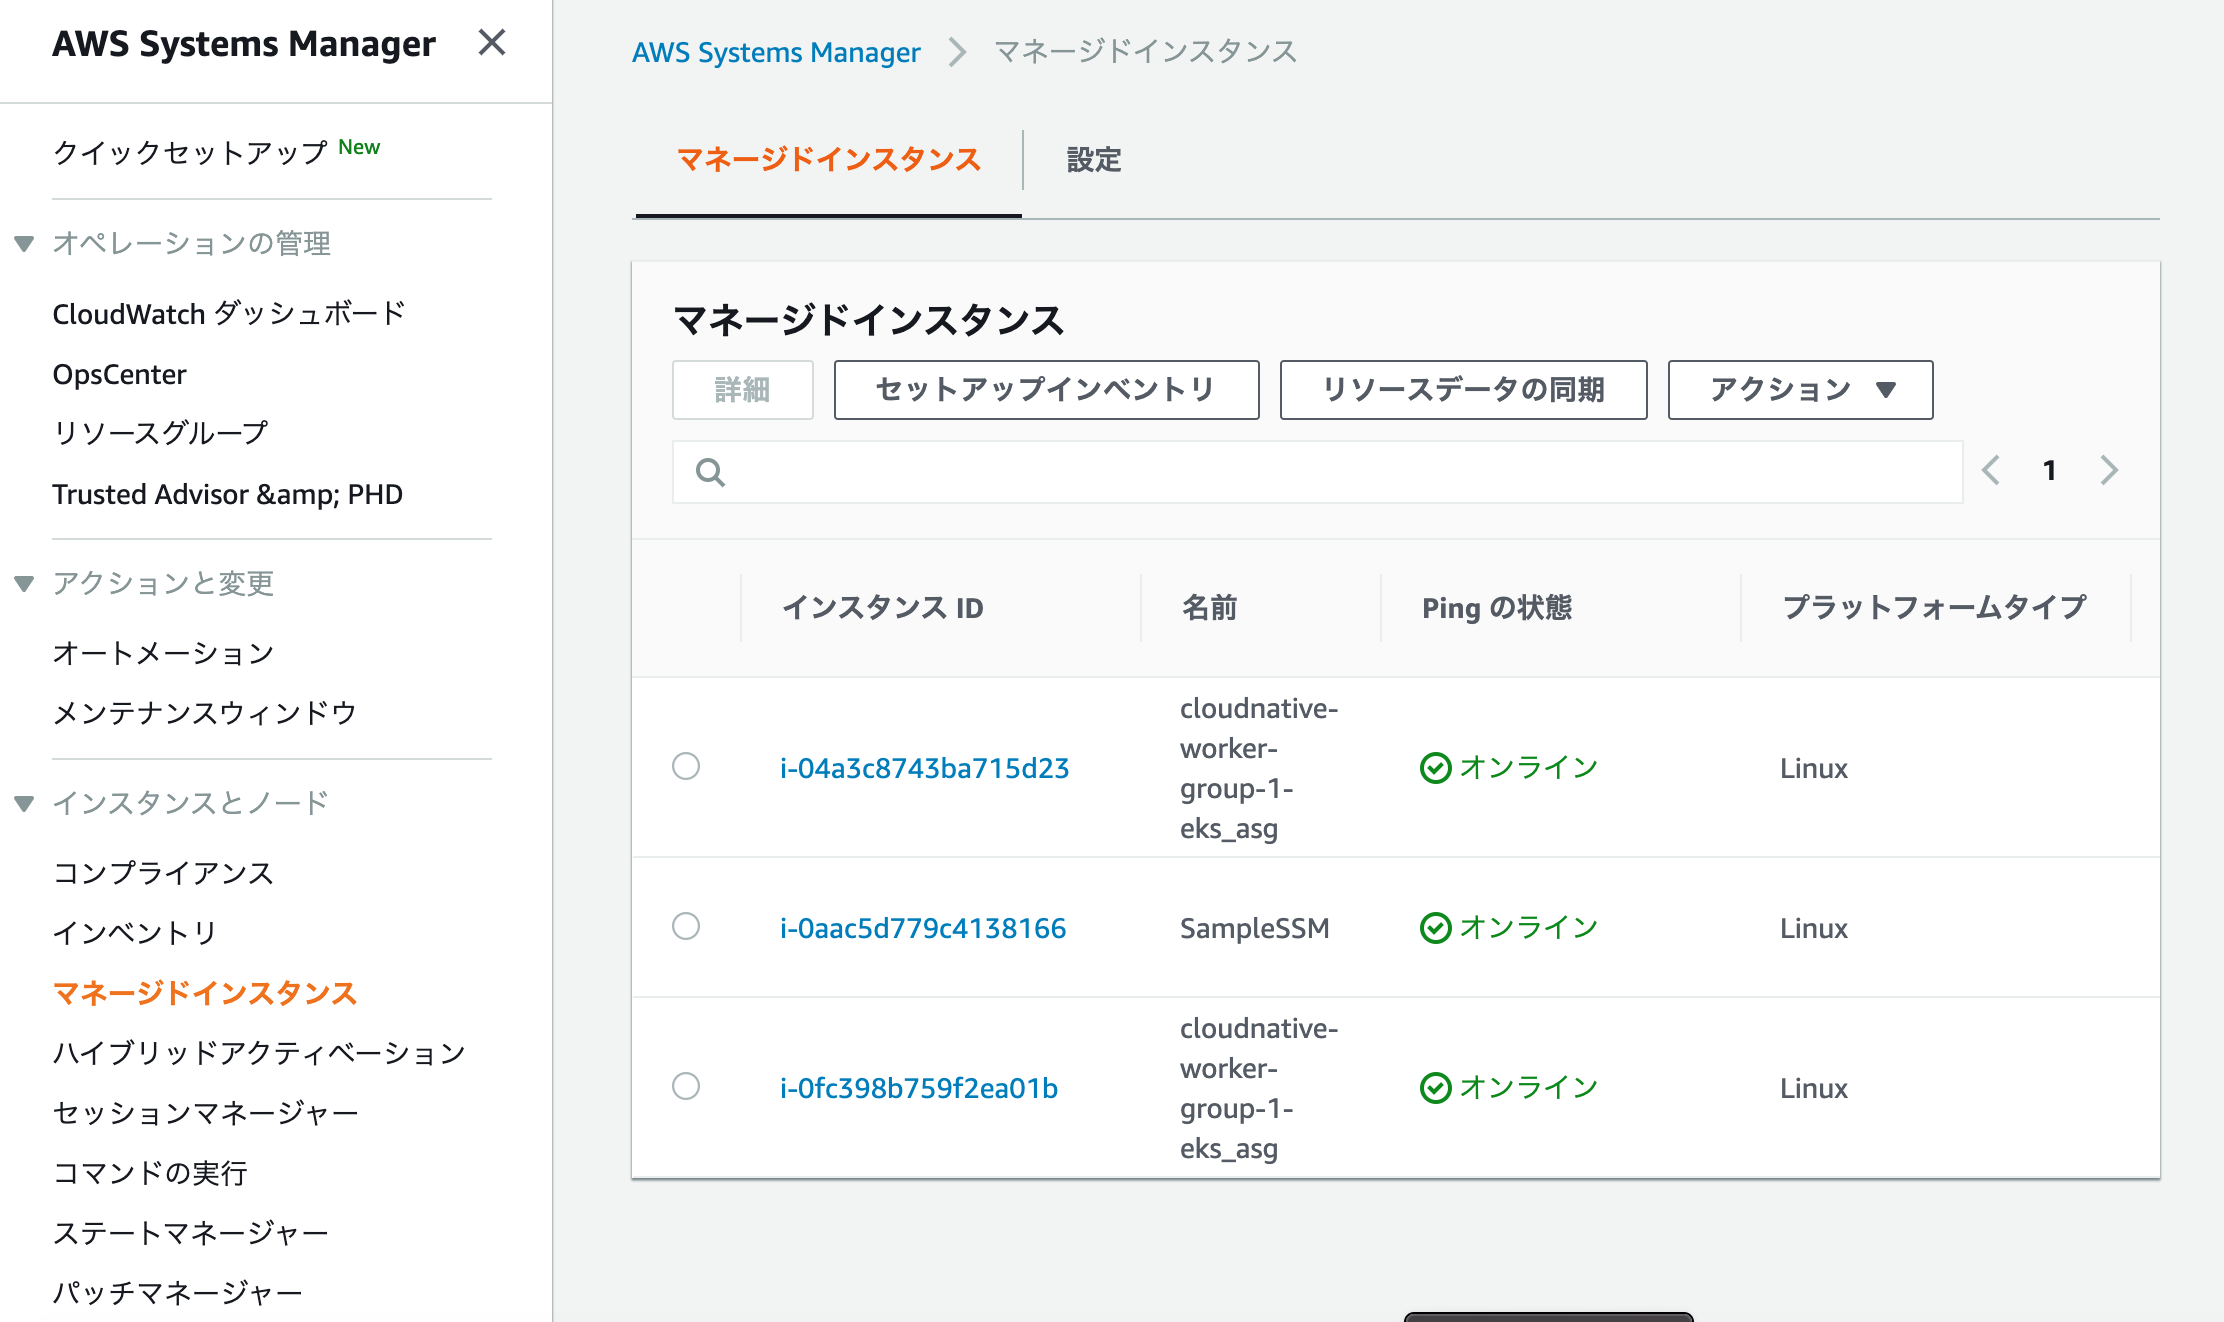 AWS Systems Manager
クイックセットアップ New
オペレーションの管理
CloudWatch ダッシュボード
OpsCenter
リソースグループ
Trusted Advisor &amp; PHD
アクションと変更
オートメーション
メンテナンスウィンドウ
インスタンスとノード
コンプライアンス
インベントリ
マネージドインスタンス
ハイブリッドアクティベーション
セッションマネージャー
コマンドの実行
ステートマネージャー
パッチマネージャー
AWS Systems Manager マネージドインスタンス
マネージドインスタンス 設定
マネージドインスタンス
詳細 セットアップインベントリ リソースデータの同期 アクション
1
インスタンス ID 名前 Ping の状態 プラットフォームタイプ
i-04a3c8743ba715d23 cloudnative-
worker-
group-1-
eks_asg オンライン Linux
i-0aac5d779c4138166 SampleSSM オンライン Linux
i-0fc398b759f2ea01b cloudnative-
worker-
group-1-
eks_asg オンライン Linux